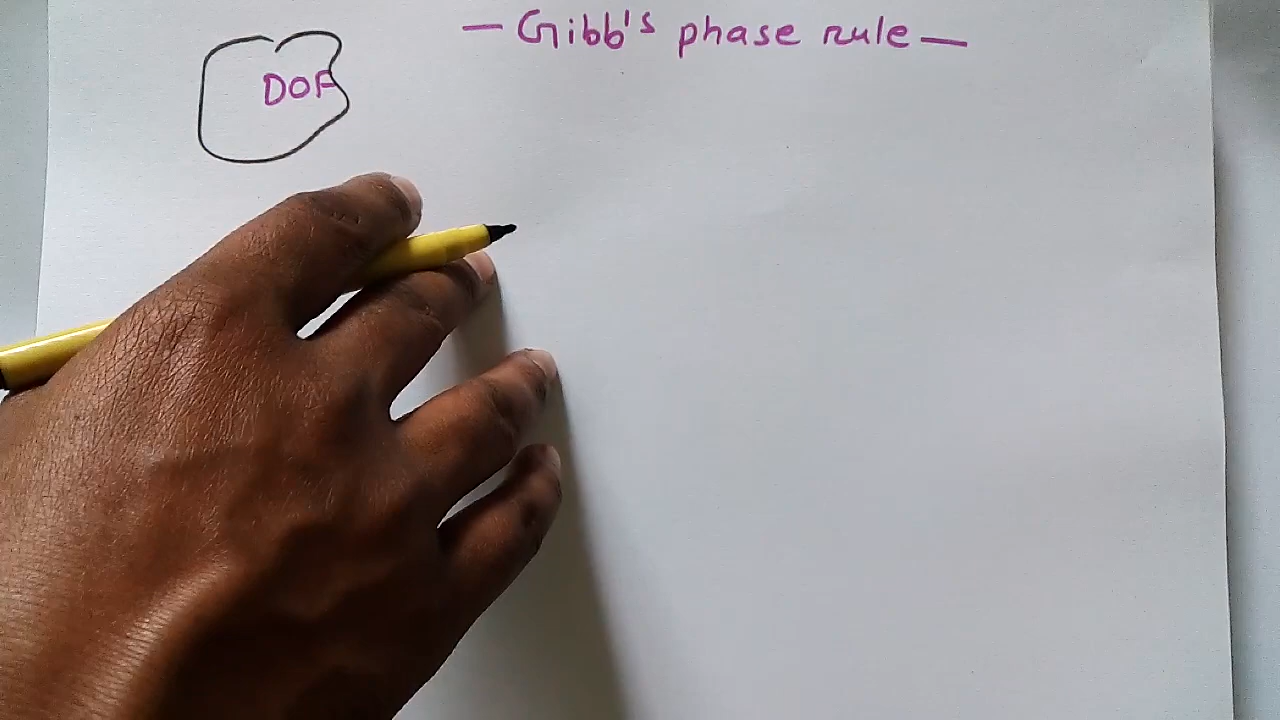 — Gibb's phase rule —
DOF